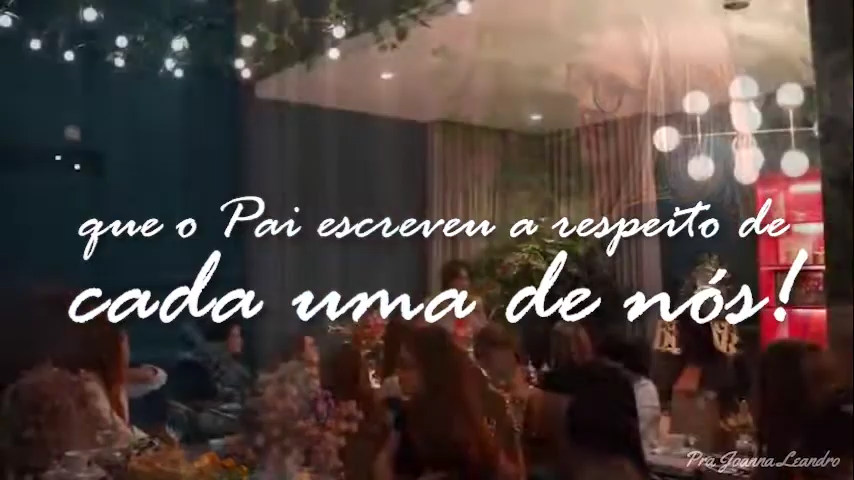 que o Pai escreveu a respeito de
cada uma de nós!
Pra Joanna Leandro